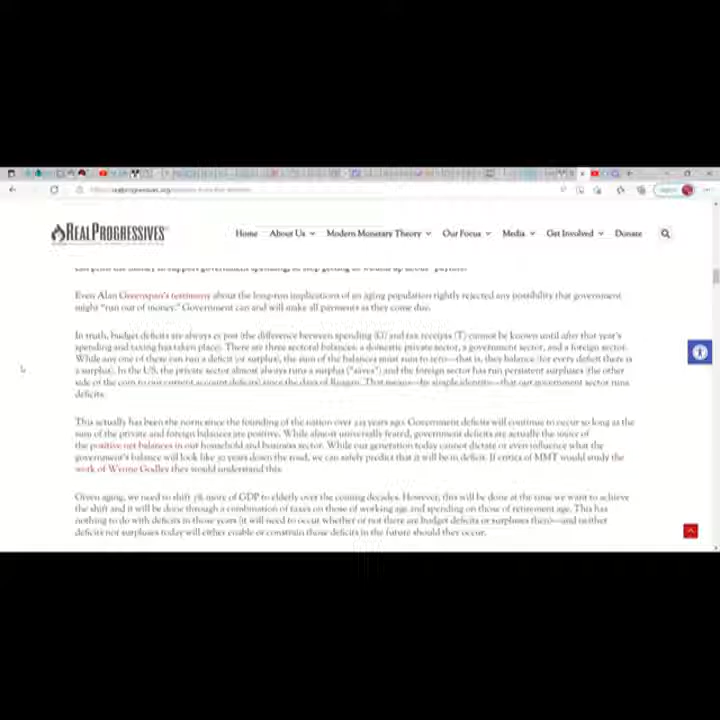 REALPROGRESSIVES
Home About Us Modern Monetary Theory Our Focus Media Get Involved Donate
Even Alan Greenspan's testimony about the long-run implications of an aging population rightly rejected any possibility that government
might "run out of money." Government can and will make all payments as they come due.
In truth, budget deficits are always ex post (the difference between spending (G) and tax receipts (T) cannot be known until after that year's
spending and taxing has taken place). There are three sectoral balances: a domestic private sector, a government sector, and a foreign sector.
While any one of these can run a deficit (or surplus), the sum of the balances must sum to zero—that is, they balance (for every deficit there is
a surplus). In the US, the private sector almost always runs a surplus ("saves") and the foreign sector has run persistent surpluses (the other
side of the coin to our current account deficits) since the days of Reagan. That means—by simple identity—that our government sector runs
deficits.
This actually has been the norm since the founding of the nation over 225 years ago. Government deficits will continue to occur so long as the
sum of the private and foreign balances are positive. While almost universally feared, government deficits are actually the source of
the positive net balances in our household and business sector. While our generation today cannot dictate or even influence what the
government's balance will look like 30 years down the road, we can safely predict that it will be in deficit. If critics of MMT would study the
work of Wynne Godley they would understand this.
Given aging, we need to shift 5% more of GDP to elderly over the coming decades. However, this will be done at the time we want to achieve
the shift and it will be done through a combination of taxes on those of working age and spending on those of retirement age. This has
nothing to do with deficits in those years (it will need to occur whether or not there are budget deficits or surpluses then)—and neither
deficits nor surpluses today will either enable or constrain those deficits in the future should they occur.